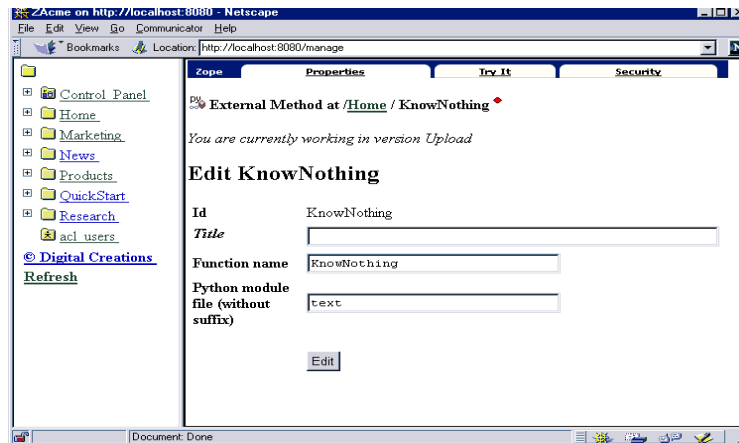 ZAcme on http://localhost:8080 - Netscape
File Edit View Go Communicator Help
Bookmarks Location: http://localhost:8080/manage
Zope Properties Try It Security
Control_Panel
Home
Marketing
News
Products
QuickStart
Research
acl_users
© Digital Creations
Refresh
External Method at /Home / KnowNothing
You are currently working in version Upload
Edit KnowNothing
Id KnowNothing
Title
Function name KnowNothing
Python module
file (without
suffix)
text
Edit
Document: Done